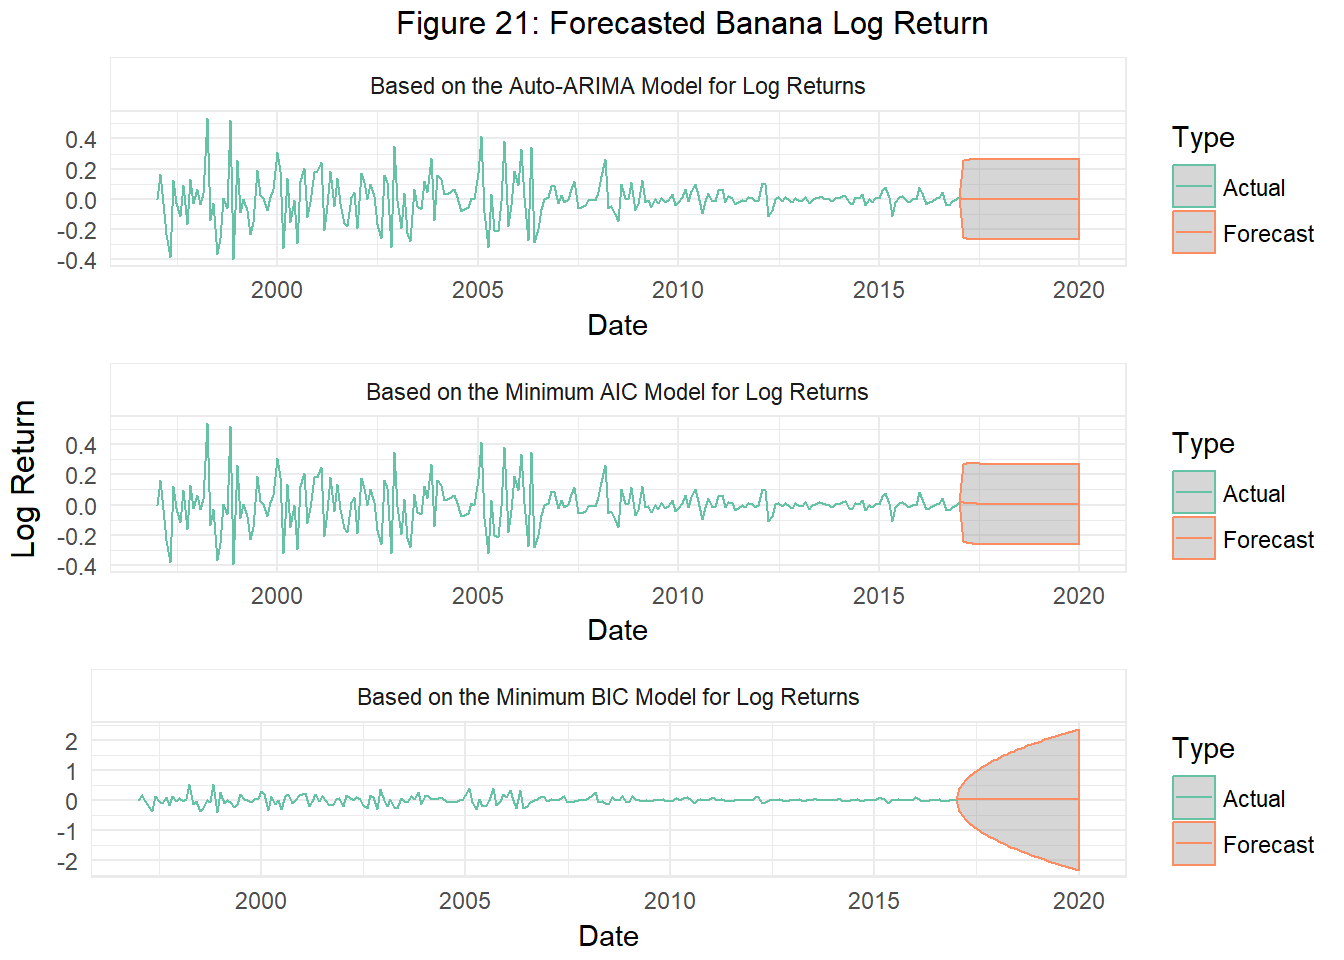 Figure 21: Forecasted Banana Log Return
Log Return
Based on the Auto-ARIMA Model for Log Returns
0.4
0.2
0.0
-0.2
-0.4
2000 2005 2010 2015 2020
Date
Type
Actual
Forecast
Based on the Minimum AIC Model for Log Returns
0.4
0.2
0.0
-0.2
-0.4
2000 2005 2010 2015 2020
Date
Type
Actual
Forecast
Based on the Minimum BIC Model for Log Returns
2
1
0
-1
-2
2000 2005 2010 2015 2020
Date
Type
Actual
Forecast